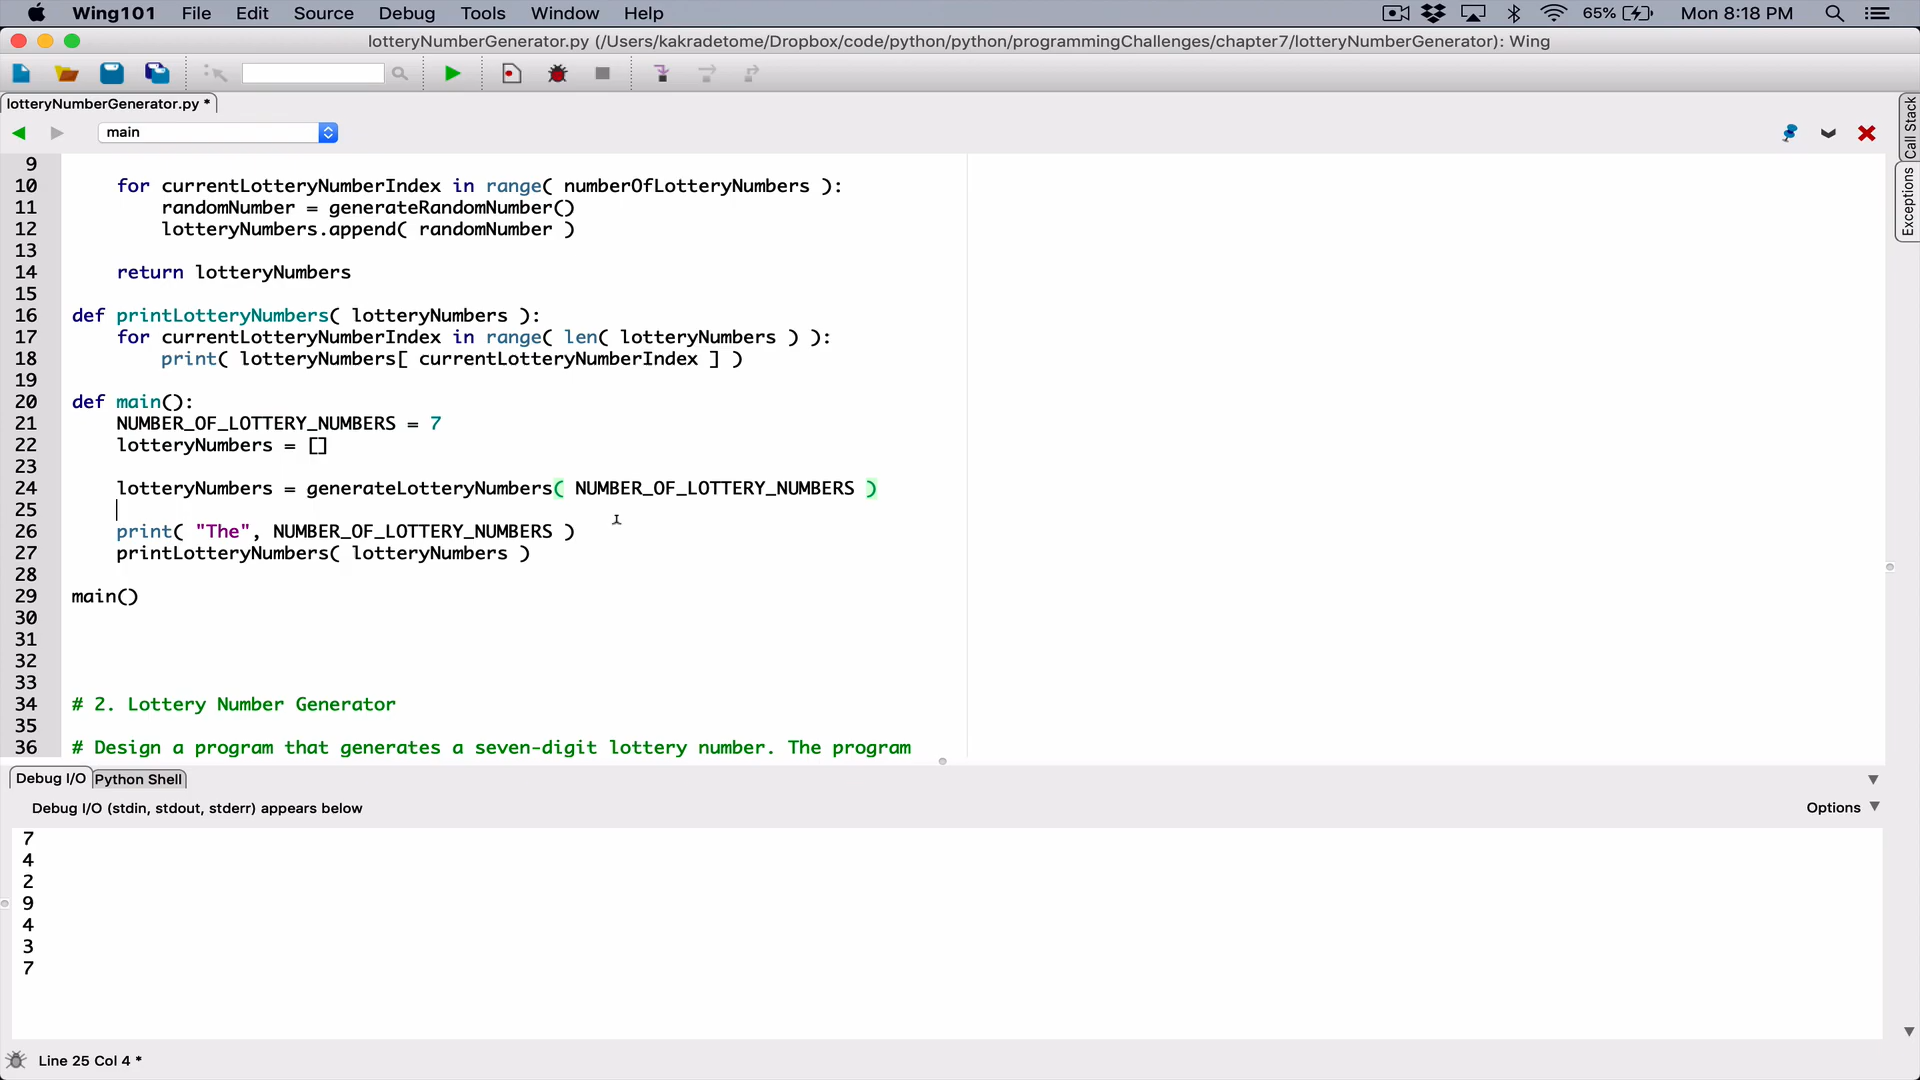 Wing101 File Edit Source Debug Tools Window Help 65% Mon 8:18 PM
lotteryNumberGenerator.py (/Users/kakradetome/Dropbox/code/python/python/programmingChallenges/chapter7/lotteryNumberGenerator): Wing
lotteryNumberGenerator.py *
main
Call Stack
Exceptions
9
10 for currentLotteryNumberIndex in range( numberOfLotteryNumbers ):
11 randomNumber = generateRandomNumber()
12 lotteryNumbers.append( randomNumber )
13
14 return lotteryNumbers
15
16 def printLotteryNumbers( lotteryNumbers ):
17 for currentLotteryNumberIndex in range( len( lotteryNumbers ) ):
18 print( lotteryNumbers[ currentLotteryNumberIndex ] )
19
20 def main():
21 NUMBER_OF_LOTTERY_NUMBERS = 7
22 lotteryNumbers = []
23
24 lotteryNumbers = generateLotteryNumbers( NUMBER_OF_LOTTERY_NUMBERS )
25
26 print( "The", NUMBER_OF_LOTTERY_NUMBERS )
27 printLotteryNumbers( lotteryNumbers )
28
29 main()
30
31
32
33
34 # 2. Lottery Number Generator
35
36 # Design a program that generates a seven-digit lottery number. The program
Debug I/O Python Shell
Debug I/O (stdin, stdout, stderr) appears below Options
7
4
2
9
4
3
7
Line 25 Col 4 *